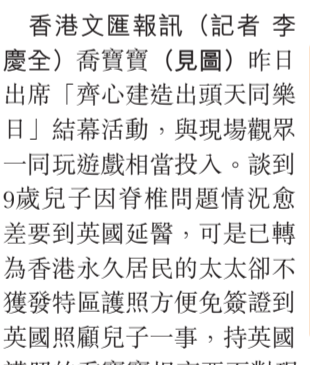 香港文匯報訊（記者 李
慶全）喬寶寶（見圖）昨日
出席「齊心建造出頭天同樂
日」結幕活動，與現場觀眾
一同玩遊戲相當投入。談到
9歲兒子因脊椎問題情況愈
差要到英國延醫，可是已轉
為香港永久居民的太太卻不
獲發特區護照方便免簽證到
英國照顧兒子一事，持英國